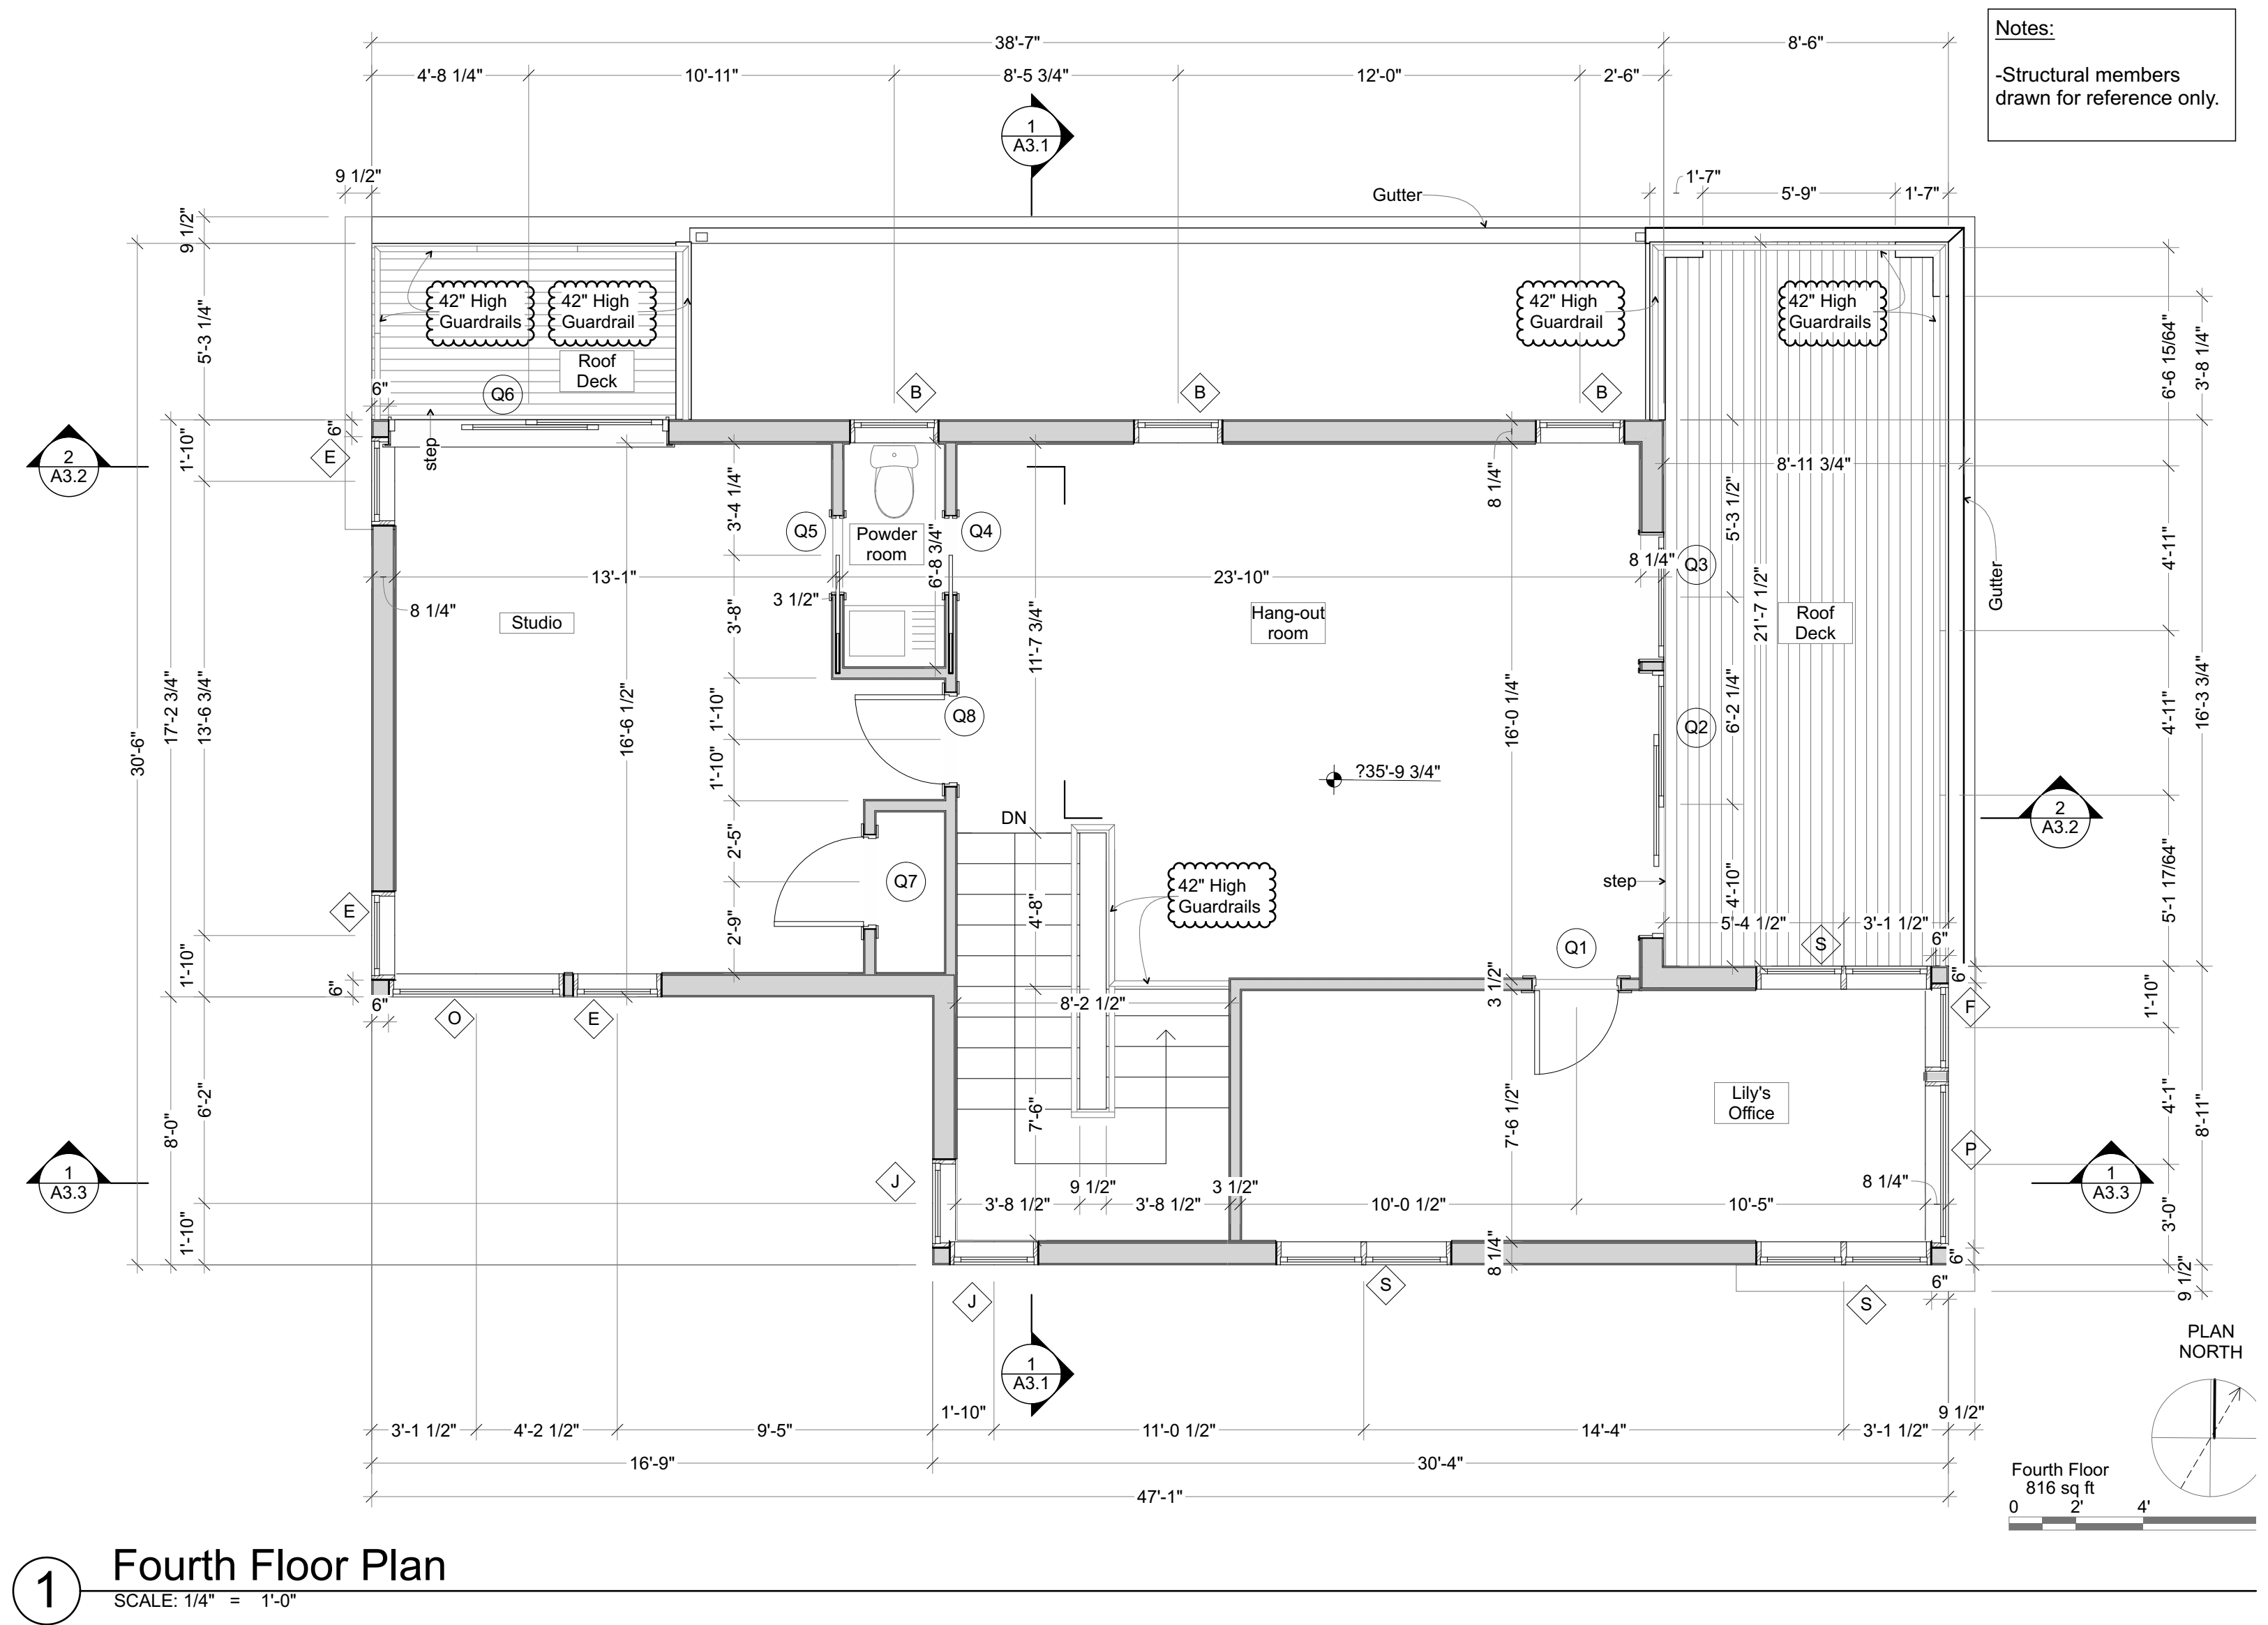 38'-7"
8'-6"
Notes:
-Structural members
drawn for reference only.
4'-8 1/4"
10'-11"
8'-5 3/4"
12'-0"
2'-6"
1
A3.1
9 1/2"
1'-7"
5'-9"
1'-7"
Gutter
9 1/2"
5'-3 1/4"
42" High
Guardrails
42" High
Guardrail
42" High
Guardrail
42" High
Guardrails
Roof
Deck
6'-6 15/64"
3'-8 1/4"
6"
Q6
B
B
B
step
6"
1'-10"
E
2
A3.2
8 1/4"
8'-11 3/4"
3'-4 1/4"
Q5
Powder
room
Q4
6'-8 3/4"
5'-3 1/2"
4'-11"
Gutter
13'-1"
23'-10"
8 1/4"
Q3
8 1/4"
3 1/2"
3'-8"
Studio
Hang-out
room
21'-7 1/2"
Roof
Deck
11'-7 3/4"
30'-6"
17'-2 3/4"
13'-6 3/4"
16'-6 1/2"
1'-10"
Q8
16'-0 1/4"
6'-2 1/4"
Q2
4'-11"
16'-3 3/4"
1'-10"
?35'-9 3/4"
DN
2
A3.2
2'-5"
Q7
42" High
Guardrails
step
4'-10"
5'-1 17/64"
E
4'-8"
5'-4 1/2"
3'-1 1/2"
2'-9"
Q1
S
6"
1'-10"
6"
6"
3 1/2"
6"
8'-2 1/2"
O
E
F
1'-10"
6'-2"
8'-0"
7'-6"
7'-6 1/2"
Lily's
Office
4'-1"
8'-11"
1
A3.3
J
P
1
A3.3
3'-8 1/2"
9 1/2"
3'-8 1/2"
3 1/2"
10'-0 1/2"
10'-5"
8 1/4"
3'-0"
1'-10"
8 1/4"
6"
6"
9 1/2"
J
S
S
PLAN
NORTH
1
A3.1
1'-10"
9 1/2"
3'-1 1/2"
4'-2 1/2"
9'-5"
11'-0 1/2"
14'-4"
3'-1 1/2"
16'-9"
30'-4"
47'-1"
Fourth Floor
816 sq ft
0 2' 4'
1
Fourth Floor Plan
SCALE: 1/4" = 1'-0"